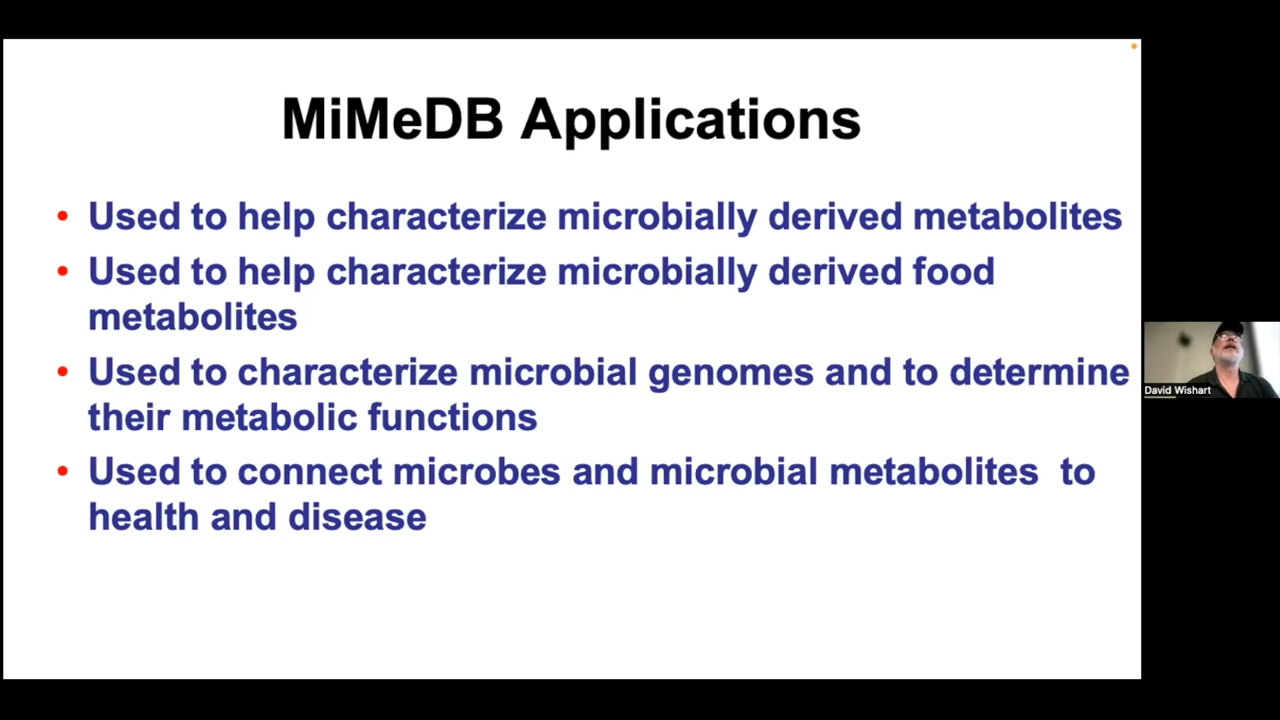 MiMeDB Applications
• Used to help characterize microbially derived metabolites
• Used to help characterize microbially derived food
metabolites
• Used to characterize microbial genomes and to determine
their metabolic functions
• Used to connect microbes and microbial metabolites  to
health and disease
David Wishart